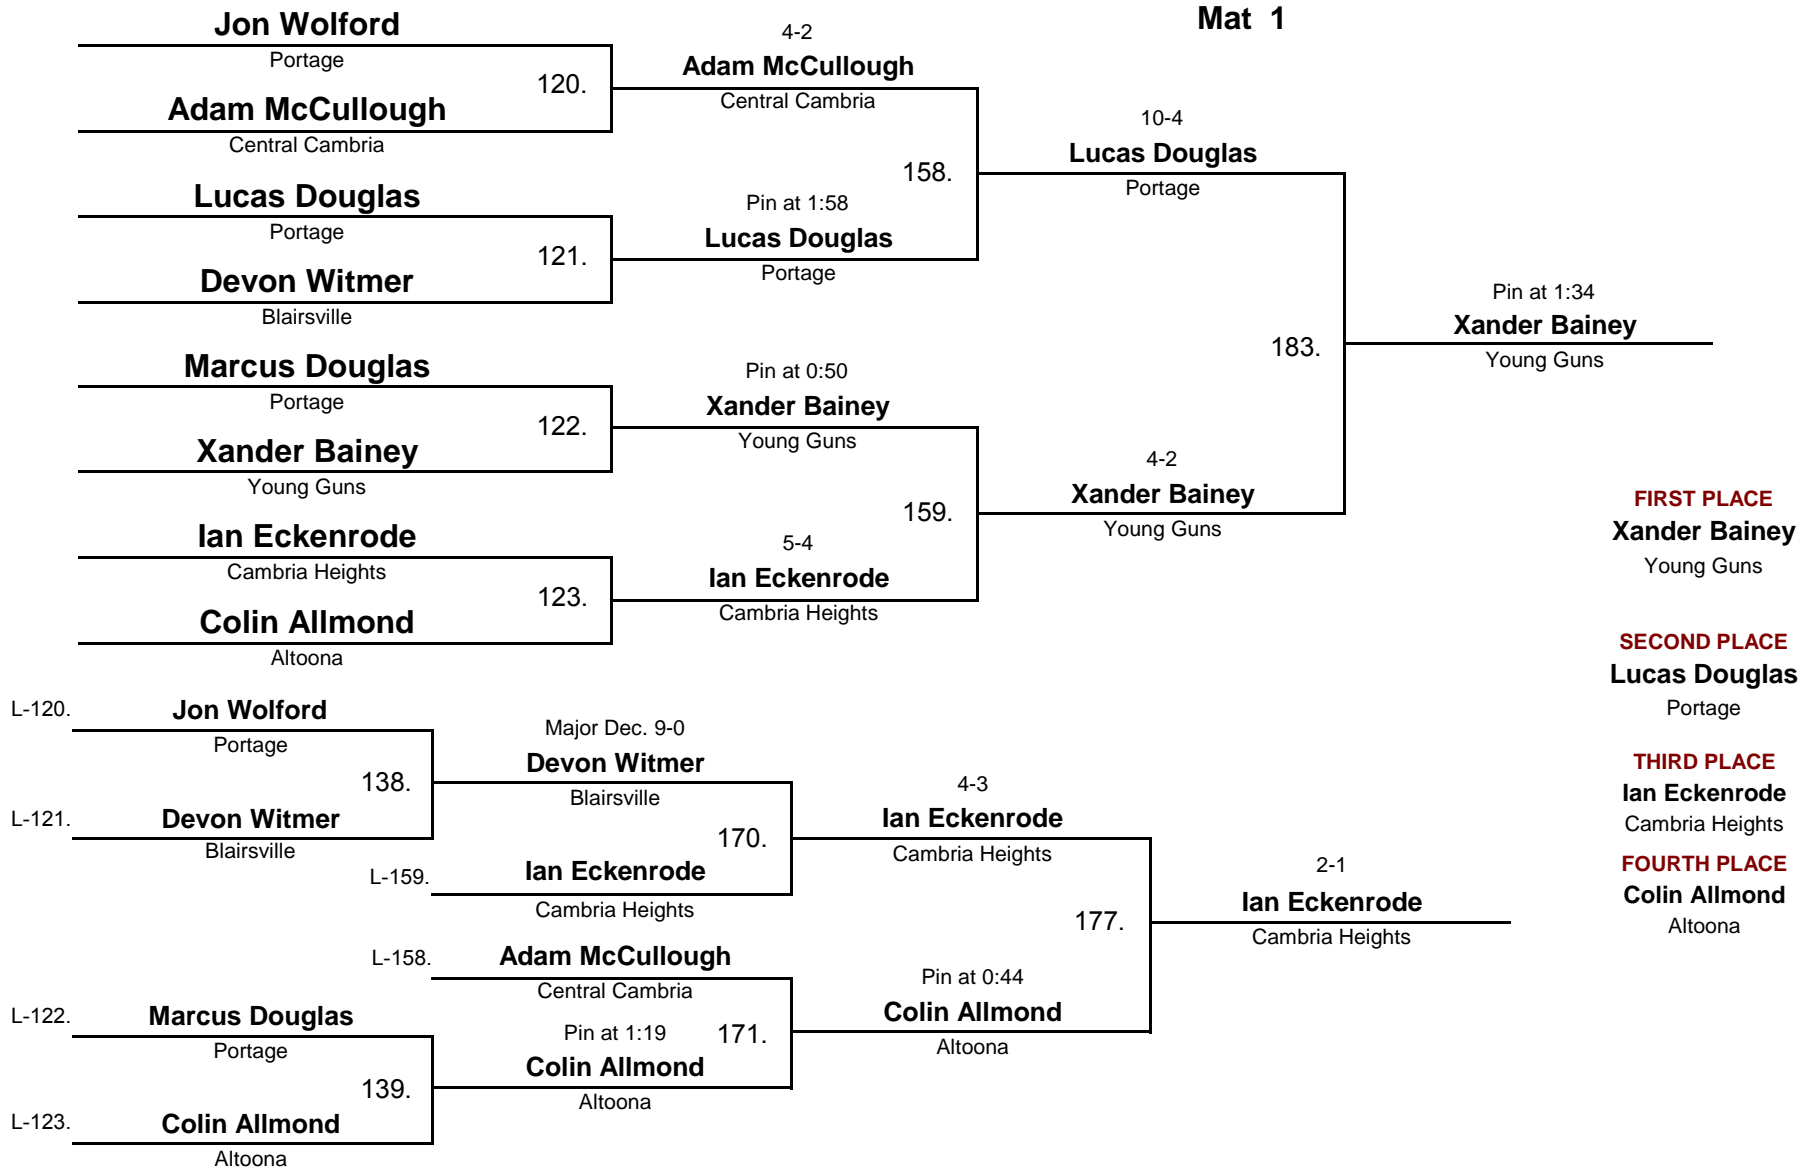 Mat 1
Jon Wolford
Portage
120.
Adam McCullough
Central Cambria
4-2
Adam McCullough
Central Cambria
Lucas Douglas
Portage
121.
Devon Witmer
Blairsville
Pin at 1:58
Lucas Douglas
Portage
158.
10-4
Lucas Douglas
Portage
Marcus Douglas
Portage
122.
Xander Bainey
Young Guns
Pin at 0:50
Xander Bainey
Young Guns
Ian Eckenrode
Cambria Heights
123.
Colin Allmond
Altoona
5-4
Ian Eckenrode
Cambria Heights
159.
4-2
Xander Bainey
Young Guns
183.
Pin at 1:34
Xander Bainey
Young Guns
FIRST PLACE
Xander Bainey
Young Guns
SECOND PLACE
Lucas Douglas
Portage
THIRD PLACE
Ian Eckenrode
Cambria Heights
FOURTH PLACE
Colin Allmond
Altoona
L-120.
Jon Wolford
Portage
138.
L-121.
Devon Witmer
Blairsville
Major Dec. 9-0
Devon Witmer
Blairsville
170.
L-159.
Ian Eckenrode
Cambria Heights
4-3
Ian Eckenrode
Cambria Heights
L-158.
Adam McCullough
Central Cambria
171.
L-122.
Marcus Douglas
Portage
139.
L-123.
Colin Allmond
Altoona
Pin at 1:19
Colin Allmond
Altoona
Pin at 0:44
Colin Allmond
Altoona
177.
2-1
Ian Eckenrode
Cambria Heights